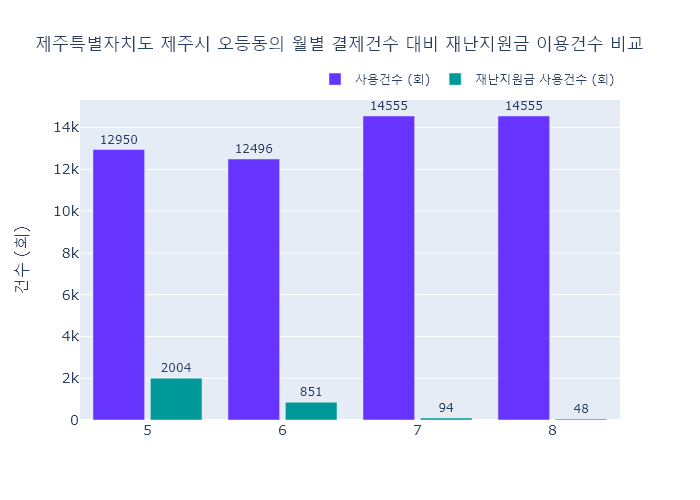 제주특별자치도 제주시 오등동의 월별 결제건수 대비 재난지원금 이용건수 비교
사용건수 (회) 재난지원금 사용건수 (회)
건수 (회)
14k
12k
10k
8k
6k
4k
2k
0
12950
2004
12496
851
14555
94
14555
48
5 6 7 8